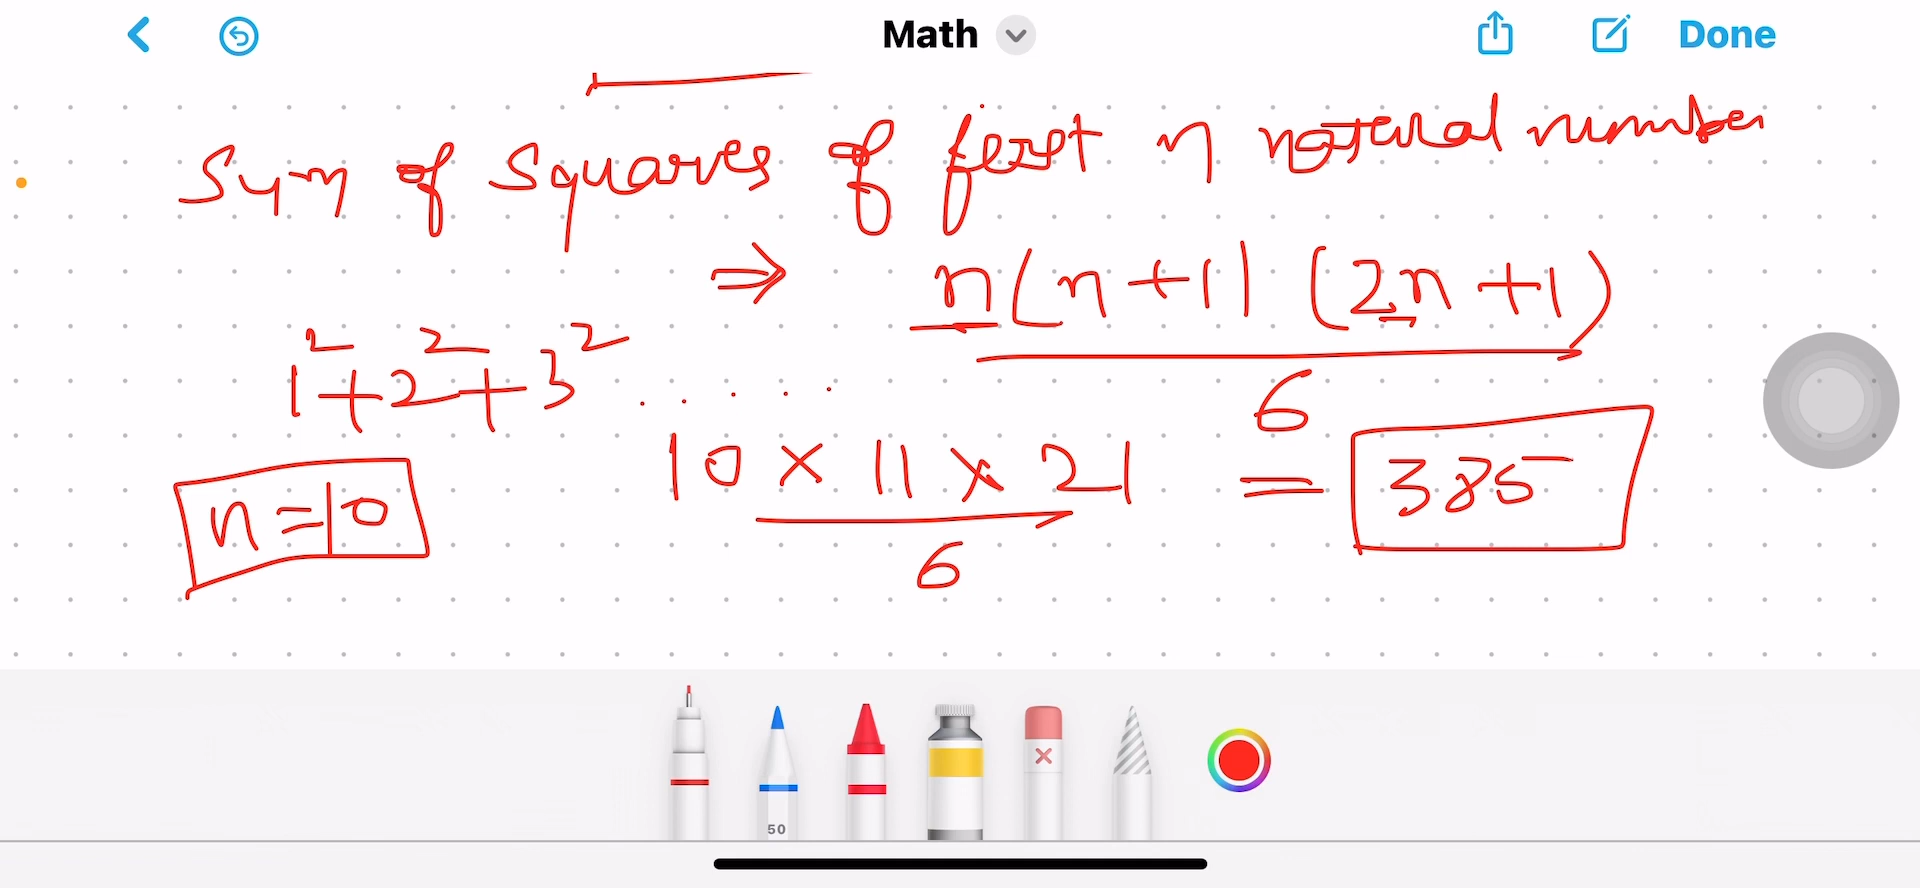 Math
Done
Sum of squares of first n natural number
⇒ n(n+1) (2n+1)
6
1²+2²+3² .....
n=10
10 × 11 × 21
6
= 385
50